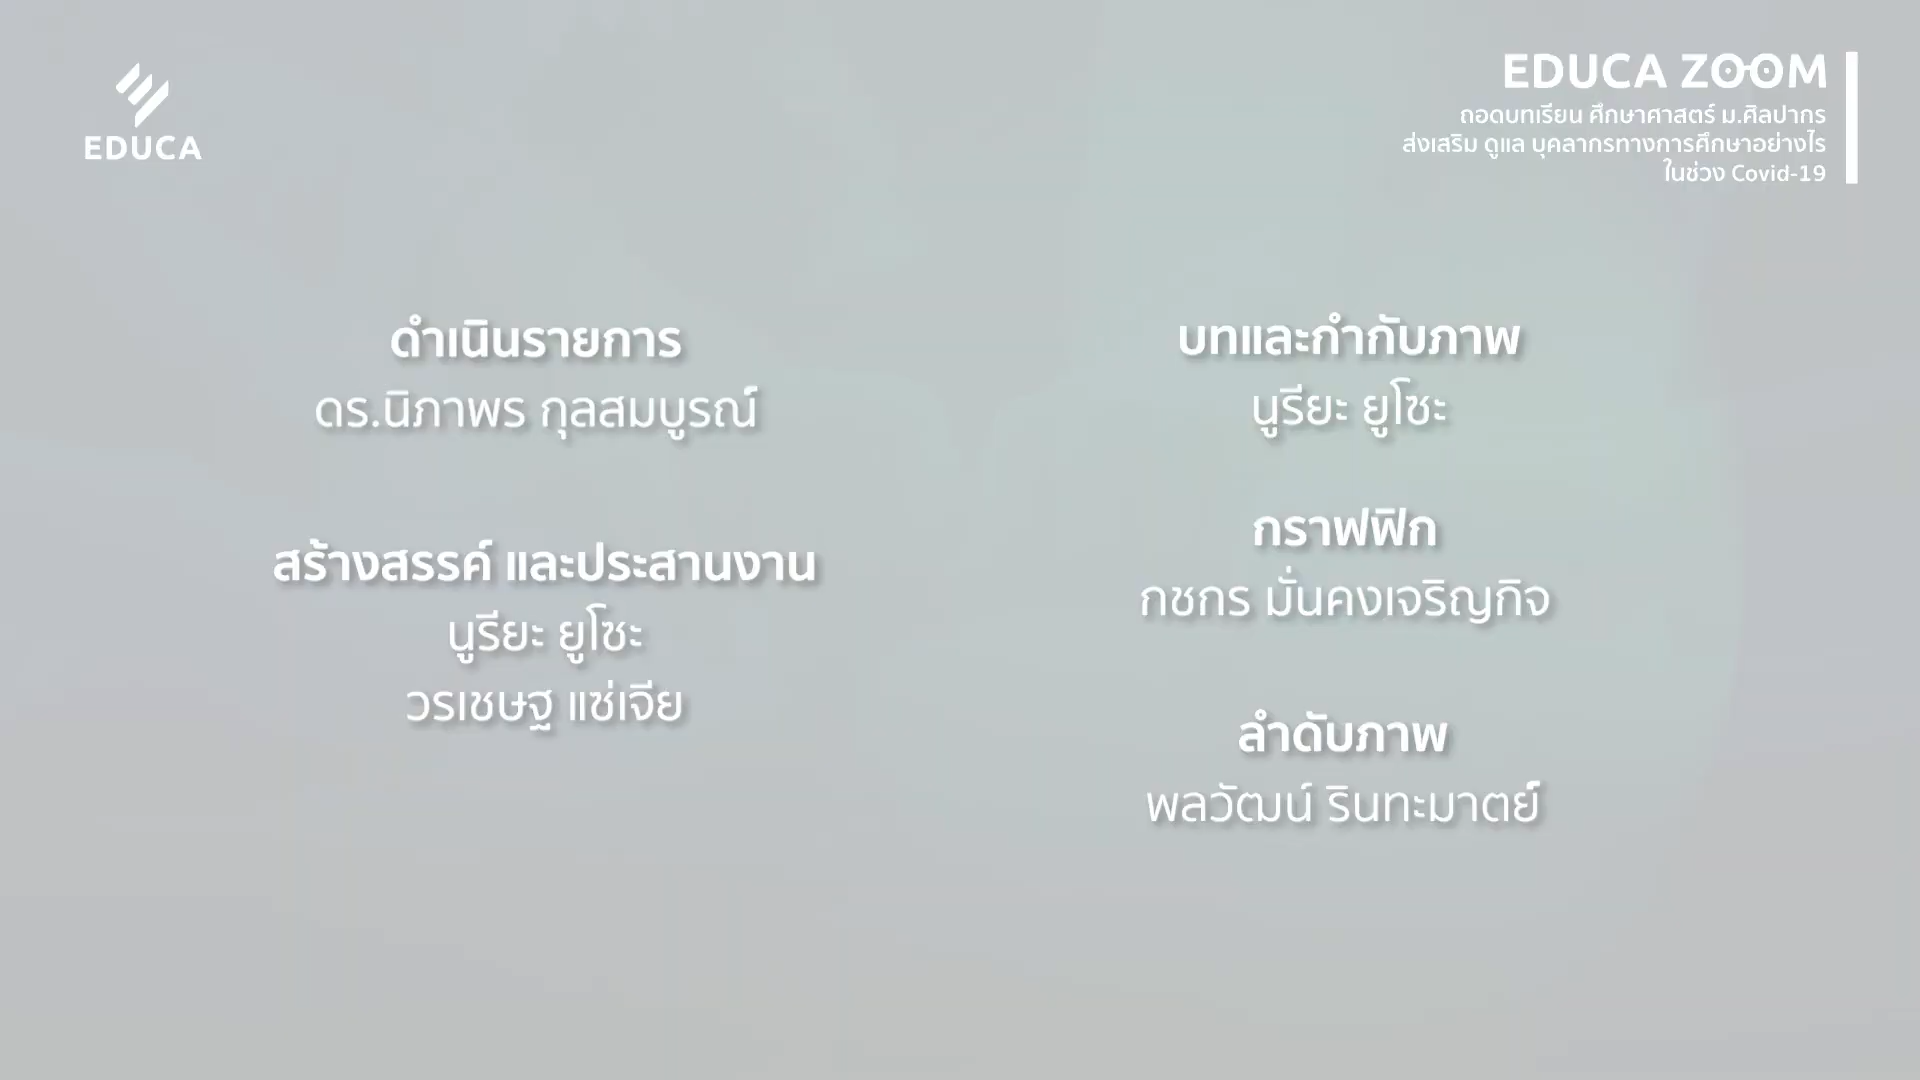 EDUCA
EDUCA ZOOM
ถอดบทเรียน ศึกษาศาสตร์ ม.ศิลปากร
ส่งเสริม ดูแล บุคลากรทางการศึกษาอย่างไร
ในช่วง Covid-19
ดำเนินรายการ
ดร.นิภาพร กุลสมบูรณ์
สร้างสรรค์ และประสานงาน
นูรียะ ยูโซะ
วรเชษฐ แซ่เจีย
บทและกำกับภาพ
นูรียะ ยูโซะ
กราฟฟิก
กชกร มั่นคงเจริญกิจ
ลำดับภาพ
พลวัฒน์ รินทะมาตย์